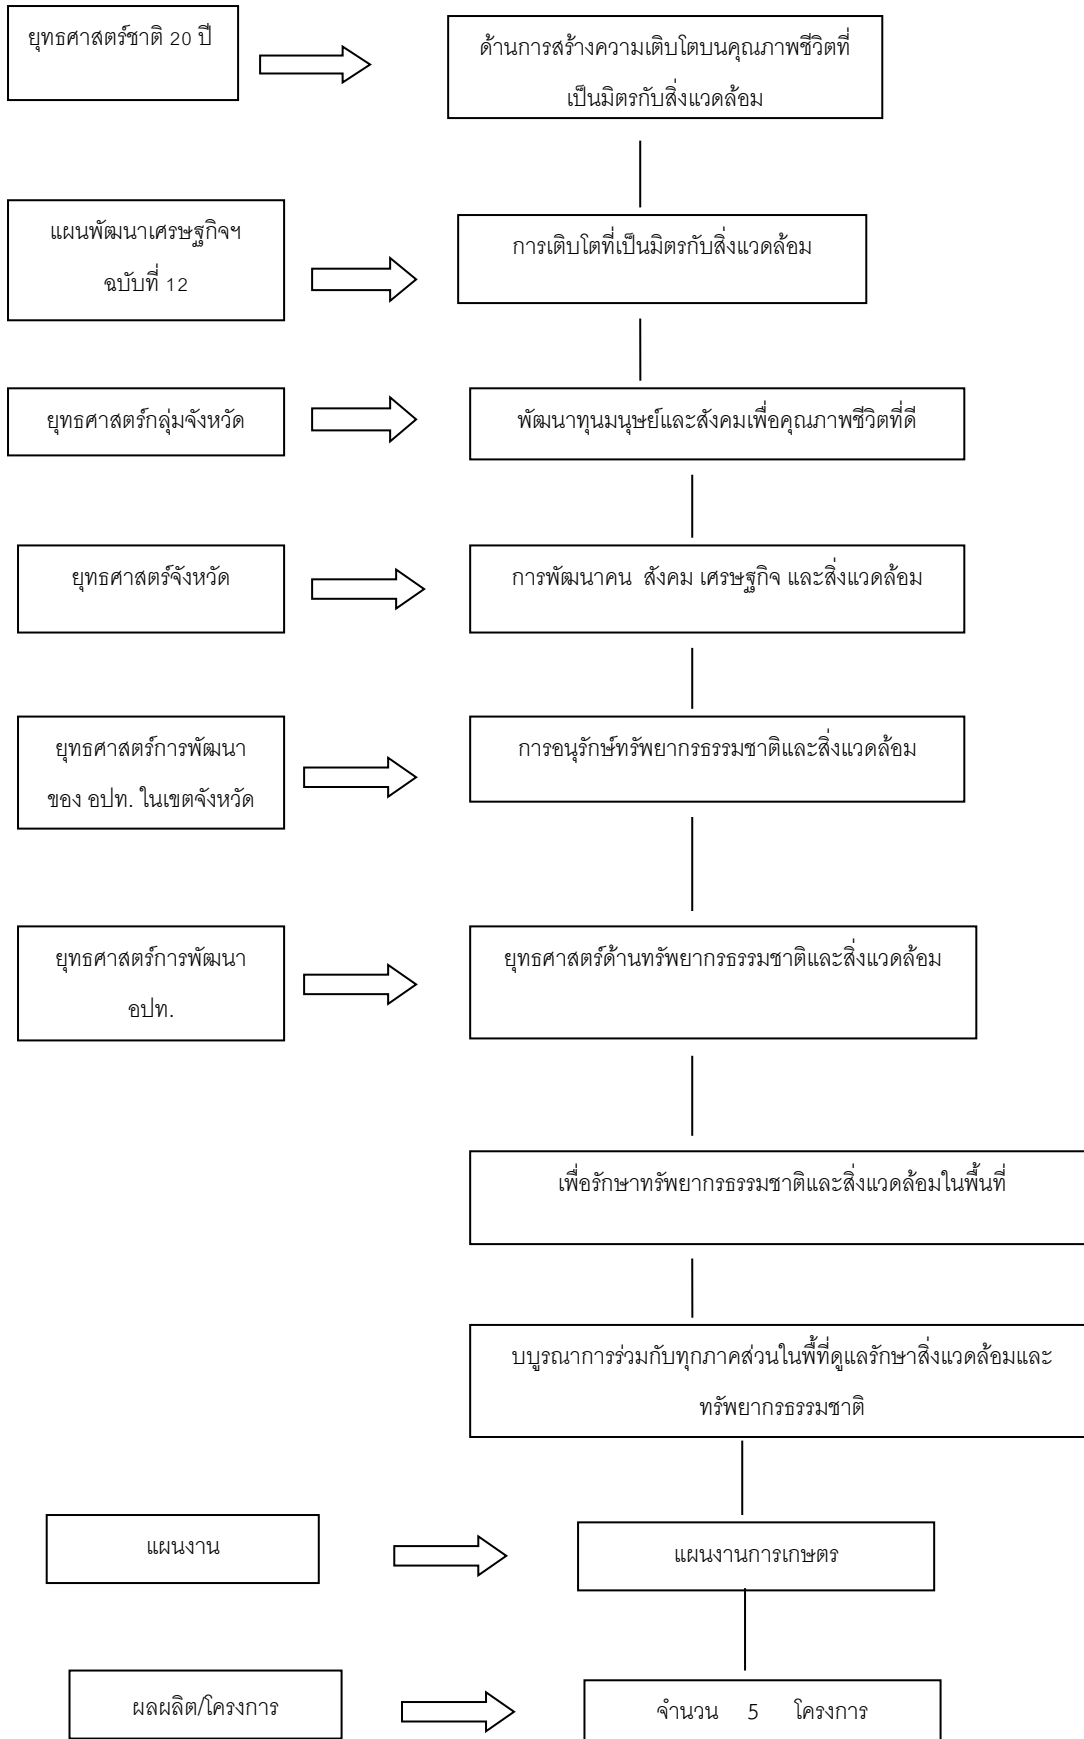 ยุทธศาสตร์ชาติ 20 ปี
ด้านการสร้างความเติบโตบนคุณภาพชีวิตที่
เป็นมิตรกับสิ่งแวดล้อม
แผนพัฒนาเศรษฐกิจฯ
ฉบับที่ 12
การเติบโตที่เป็นมิตรกับสิ่งแวดล้อม
ยุทธศาสตร์กลุ่มจังหวัด
พัฒนาทุนมนุษย์และสังคมเพื่อคุณภาพชีวิตที่ดี
ยุทธศาสตร์จังหวัด
การพัฒนาคน สังคม เศรษฐกิจ และสิ่งแวดล้อม
ยุทธศาสตร์การพัฒนา
ของ อปท. ในเขตจังหวัด
การอนุรักษ์ทรัพยากรธรรมชาติและสิ่งแวดล้อม
ยุทธศาสตร์การพัฒนา
อปท.
ยุทธศาสตร์ด้านทรัพยากรธรรมชาติและสิ่งแวดล้อม
เพื่อรักษาทรัพยากรธรรมชาติและสิ่งแวดล้อมในพื้นที่
บบูรณาการร่วมกับทุกภาคส่วนในพื้ที่ดูแลรักษาสิ่งแวดล้อมและ
ทรัพยากรธรรมชาติ
แผนงาน
แผนงานการเกษตร
ผลผลิต/โครงการ
จำนวน 5 โครงการ